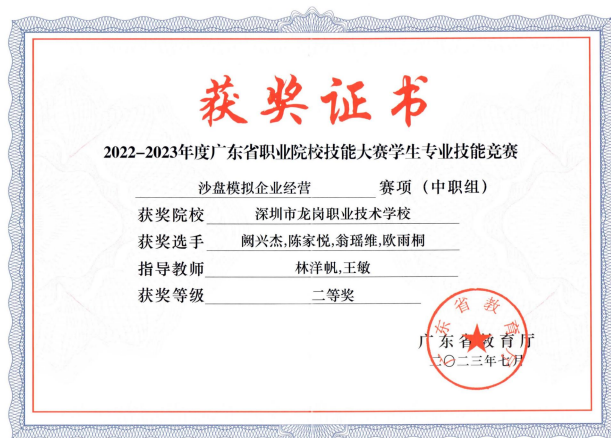 获奖证书
2022-2023年度广东省职业院校技能大赛学生专业技能竞赛
沙盘模拟企业经营 赛项（中职组）
获奖院校 深圳市龙岗职业技术学校
获奖选手 阙兴杰,陈家悦,翁瑶维,欧雨桐
指导教师 林洋帆,王敏
获奖等级 二等奖
广东省教育厅
广东省教育厅
二〇二三年七月